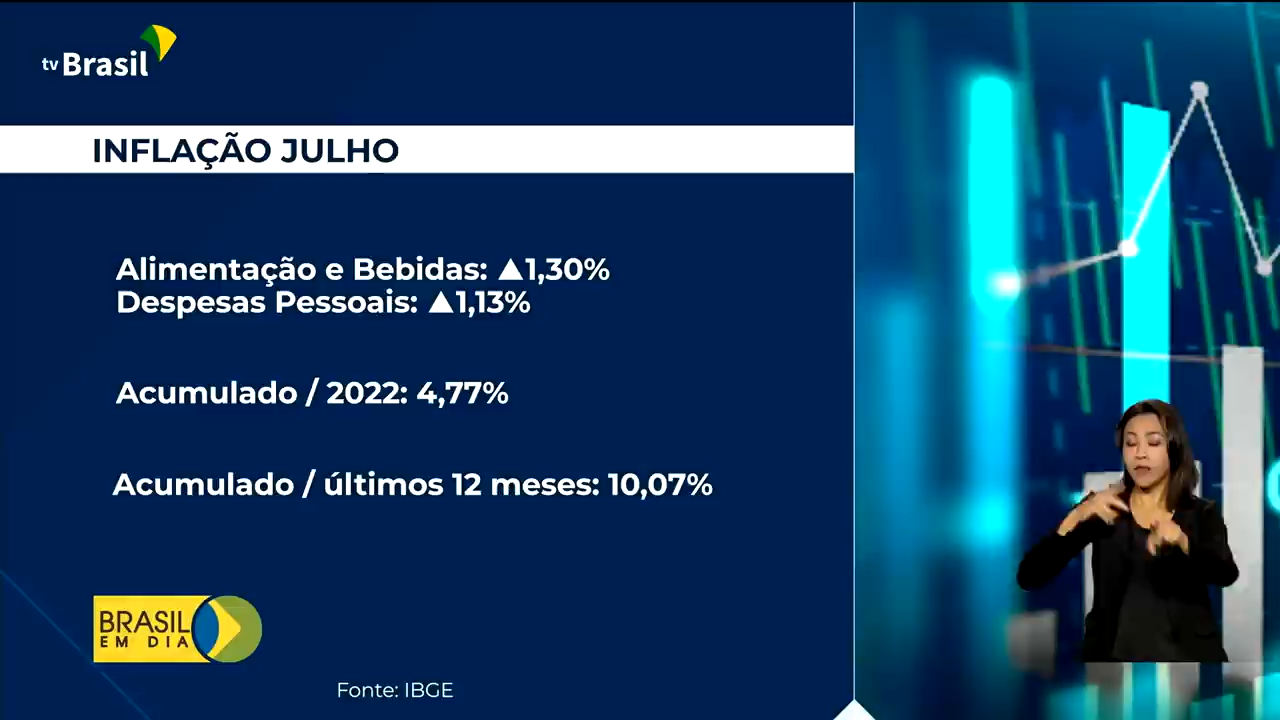 tv Brasil
INFLAÇÃO JULHO
Alimentação e Bebidas: ▲1,30%
Despesas Pessoais: ▲1,13%
Acumulado / 2022: 4,77%
Acumulado / últimos 12 meses: 10,07%
BRASIL
EM DIA
Fonte: IBGE